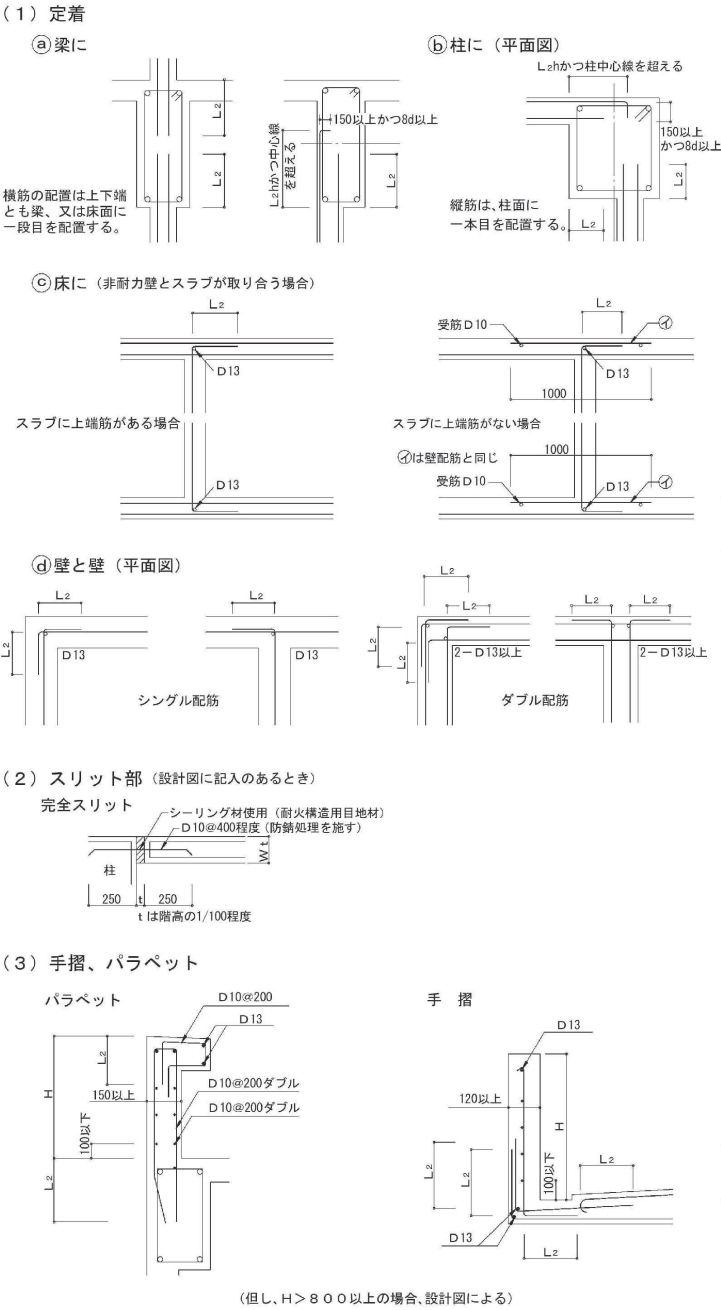 （１）定着
ⓐ梁に
L2
L2
横筋の配置は上下端
とも梁、又は床面に
一段目を配置する。
150以上かつ8d以上
L2hかつ中心線
を超える
L2
ⓑ柱に（平面図）
L2hかつ柱中心線を超える
150以上
かつ8d以上
L2
縦筋は、柱面に
一本目を配置する。
L2
ⓒ床に（非耐力壁とスラブが取り合う場合）
L2
D13
スラブに上端筋がある場合
D13
L2
受筋D10
㋑
D13
1000
スラブに上端筋がない場合
㋑は壁配筋と同じ
1000
受筋D10
D13
㋑
ⓓ壁と壁（平面図）
L2
L2
D13
L2
D13
シングル配筋
L2
L2
L2
L2
2－D13以上
L2
L2
2－D13以上
ダブル配筋
（２）スリット部（設計図に記入のあるとき）
完全スリット
シーリング材使用（耐火構造用目地材）
D10@400程度（防錆処理を施す）
柱
Wt
250
t
250
tは階高の1/100程度
（３）手摺、パラペット
パラペット
D10@200
D13
L2
H
150以上
D10@200ダブル
D10@200ダブル
100以下
L2
手　摺
D13
120以上
H
100以下
L2
L2
L2
D13
L2
（但し、H＞８００以上の場合、設計図による）